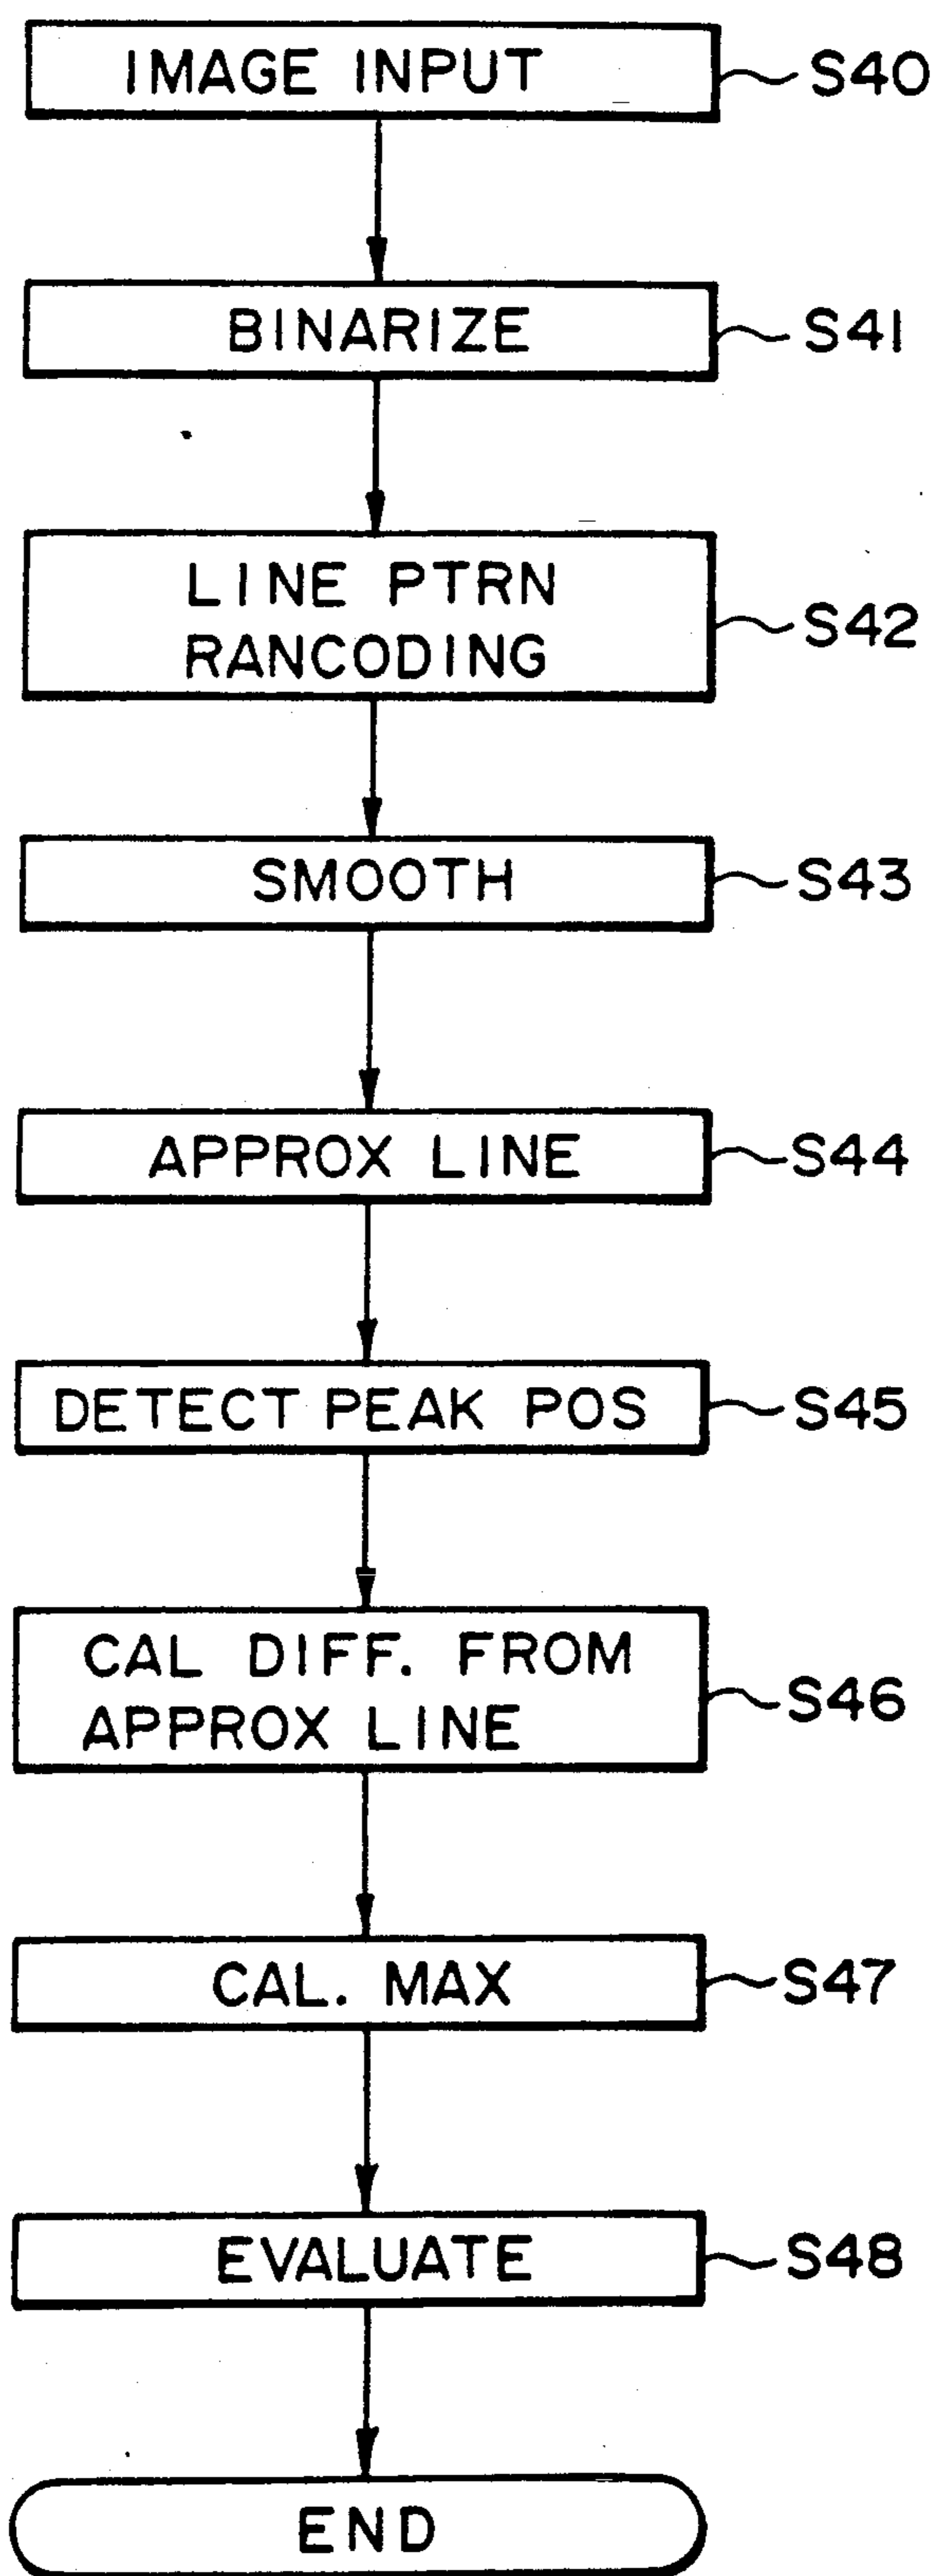 IMAGE INPUT
S40
BINARIZE
S41
LINE PTRN
RANCODING
S42
SMOOTH
S43
APPROX LINE
S44
DETECT PEAK POS
S45
CAL DIFF. FROM
APPROX LINE
S46
CAL. MAX
S47
EVALUATE
S48
END